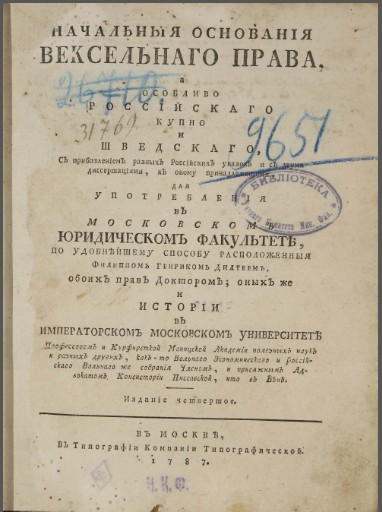 НАЧАЛЬНЫЯ ОСНОВАНІЯ
ВЕКСЕЛЬНАГО ПРАВА,
а
ОСОБЛИВО
РОССІЙСКАГО
КУПНО
И
ШВЕДСКАГО,
Съ прибавленіемъ разныхъ Россійскихъ указовъ и съ двумя
диссертаціями, къ оному принадлежащими
ДЛЯ
УПОТРЕБЛЕНІЯ
ВЪ
МОСКОВСКОМЪ
ЮРИДИЧЕСКОМЪ ФАКУЛЬТЕТѢ,
ПО УДОБНѢЙШЕМУ СПОСОБУ РАСПОЛОЖЕННЫЯ
Филиппомъ Генрикомъ Дилтеемъ,
обоихъ правъ Докторомъ; оныхъ же
и
ИСТОРІИ
ВЪ
ИМПЕРАТОРСКОМЪ МОСКОВСКОМЪ УНИВЕРСИТЕТѢ
Профессоромъ и Курфирсткой Маинцской Академіи полезныхъ наукъ
и разныхъ другихъ, какъ-то Вольнаго Экономическаго и Россій-
скаго Вольнаго же собранія Членомъ, и присяжнымъ Ад-
вокатомъ, Консисторіи Пассавской, что въ Вѣнѣ.
Изданіе четвертое.
ВЪ МОСКВѢ,
Въ Типографіи Компаніи Типографической.
1787.
26710.
31769
9651
БИБЛІОТЕКА
Н. К. Ф.